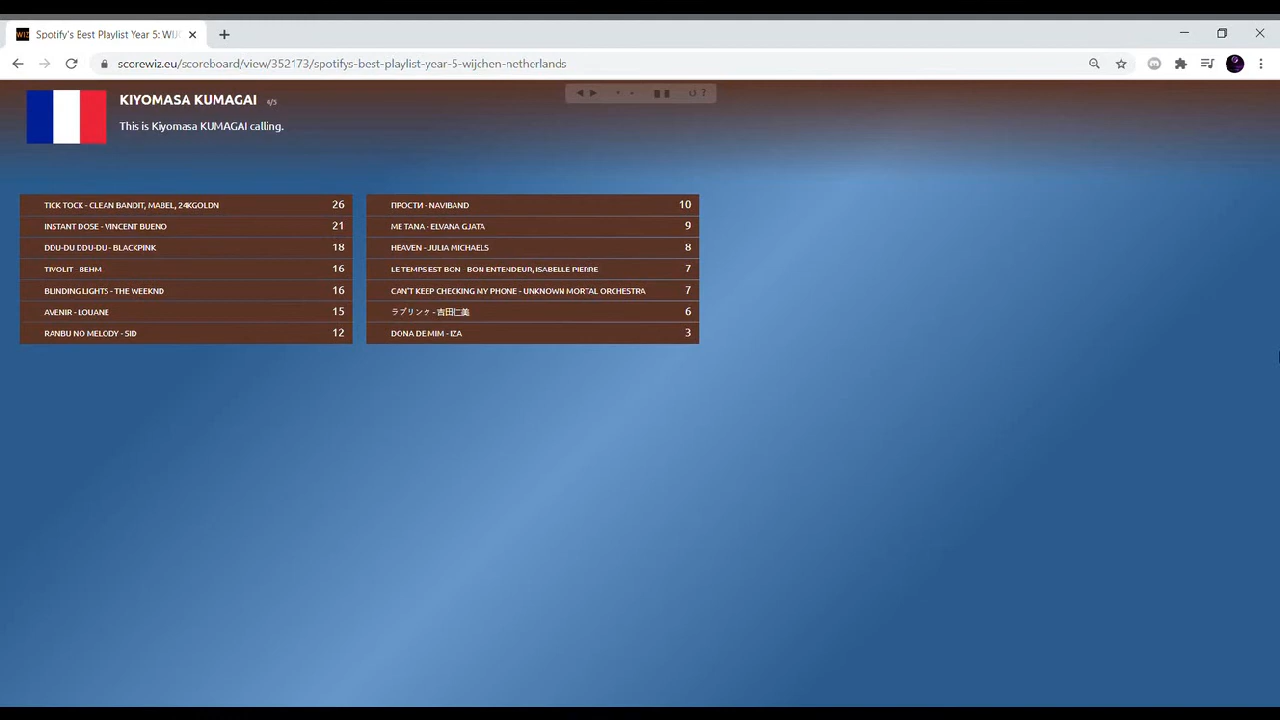 Spotify's Best Playlist Year 5: WIJC
scorewiz.eu/scoreboard/view/352173/spotifys-best-playlist-year-5-wijchen-netherlands
KIYOMASA KUMAGAI 4/5
This is Kiyomasa KUMAGAI calling.
TICK TOCK - CLEAN BANDIT, MABEL, 24KGOLDN 26
INSTANT DOSE - VINCENT BUENO 21
DDU-DU DDU-DU - BLACKPINK 18
TIVOLIT - BEHM 16
BLINDING LIGHTS - THE WEEKND 16
AVENIR - LOUANE 15
RANBU NO MELODY - SID 12
ПРОСТИ - NAVIBAND 10
ME TANA - ELVANA GJATA 9
HEAVEN - JULIA MICHAELS 8
LE TEMPS EST BON - BON ENTENDEUR, ISABELLE PIERRE 7
CAN'T KEEP CHECKING MY PHONE - UNKNOWN MORTAL ORCHESTRA 7
ラブリンク - 吉田仁美 6
DONA DE MIM - IZA 3